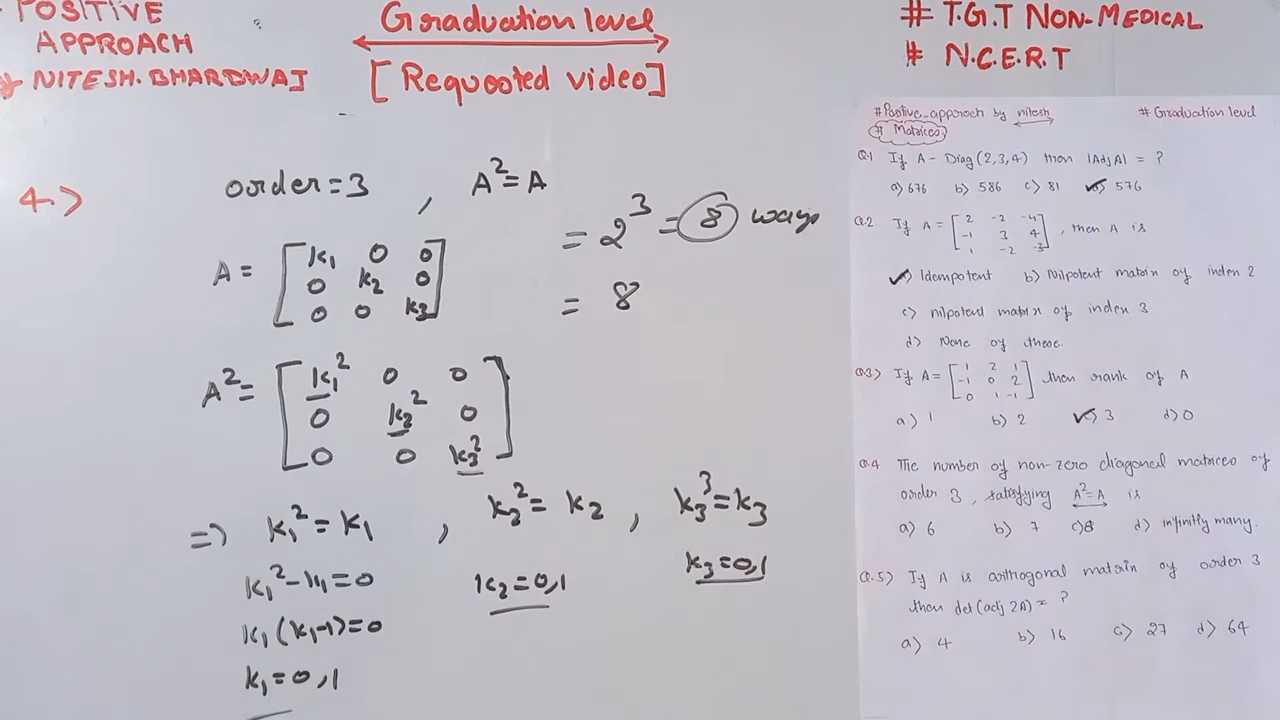 POSITIVE
APPROACH
NITESH.BHARDWAJ
Graduation level
[Requosted video]
# T.G.T NON-MEDICAL
# N.C.E.R.T
4.>
order=3 , A²=A
A = [k₁ 0 0
0 k₂ 0
0 0 k₃]
= 2³ = 8 ways
= 8
A² = [k₁² 0 0
0 k₂² 0
0 0 k₃²]
=> k₁²=k₁ , k₂²=k₂ , k₃³=k₃
k₁²-k₁=0
k₁(k₁-1)=0
k₁=0,1
k₂=0,1
k₃=0,1
#Positive-approach by nitesh #Graduation level
# Matrices
Q.1 If A - Diag(2,3,4) then |AdjA| = ?
a) 676 b) 586 c) 81 d) 576
Q.2 If A = [2 -2 -4
-1 3 4
1 -2 -3] , then A is
Idempotent b) Nilpotent matrix of index 2
c) nilpotent matrix of index 3
d) None of these.
Q.3) If A = [1 2 1
-1 0 2
0 1 -1] then rank of A
a.) 1 b) 2 c) 3 d) 0
Q.4 The number of non-zero diagonal matrices of
order 3, satisfying A²=A is
a) 6 b) 7 c) 8 d) infinitly many.
Q.5) If A is orthogonal matrix of order 3
then det(adj 2A) = ?
a) 4 b) 16 c) 27 d) 64